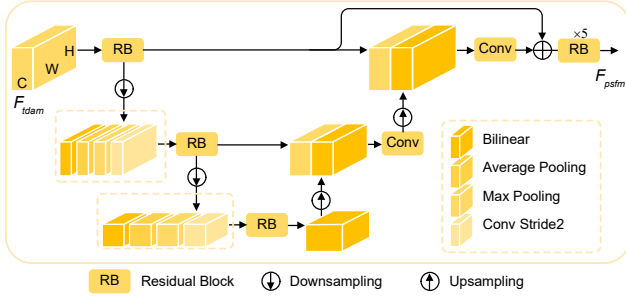 ×5
H
RB
Conv
RB
W
C
F_tdam
F_psfm
RB
Conv
Bilinear
Average Pooling
Max Pooling
Conv Stride2
RB
RB Residual Block Downsampling Upsampling